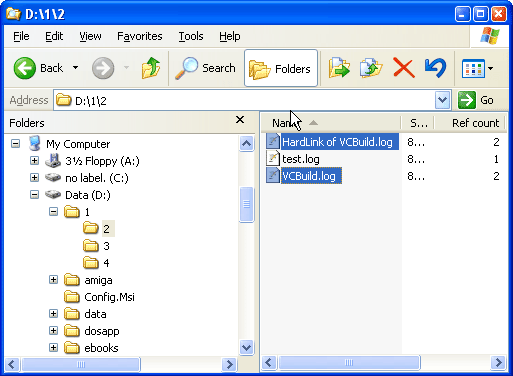 D:\1\2
File Edit View Favorites Tools Help
Back Search Folders
Address D:\1\2 Go
Folders
My Computer
3½ Floppy (A:)
no label. (C:)
Data (D:)
1
2
3
4
amiga
Config.Msi
data
dosapp
ebooks
Name S... Ref count
HardLink of VCBuild.log 8... 2
test.log 8... 1
VCBuild.log 8... 2